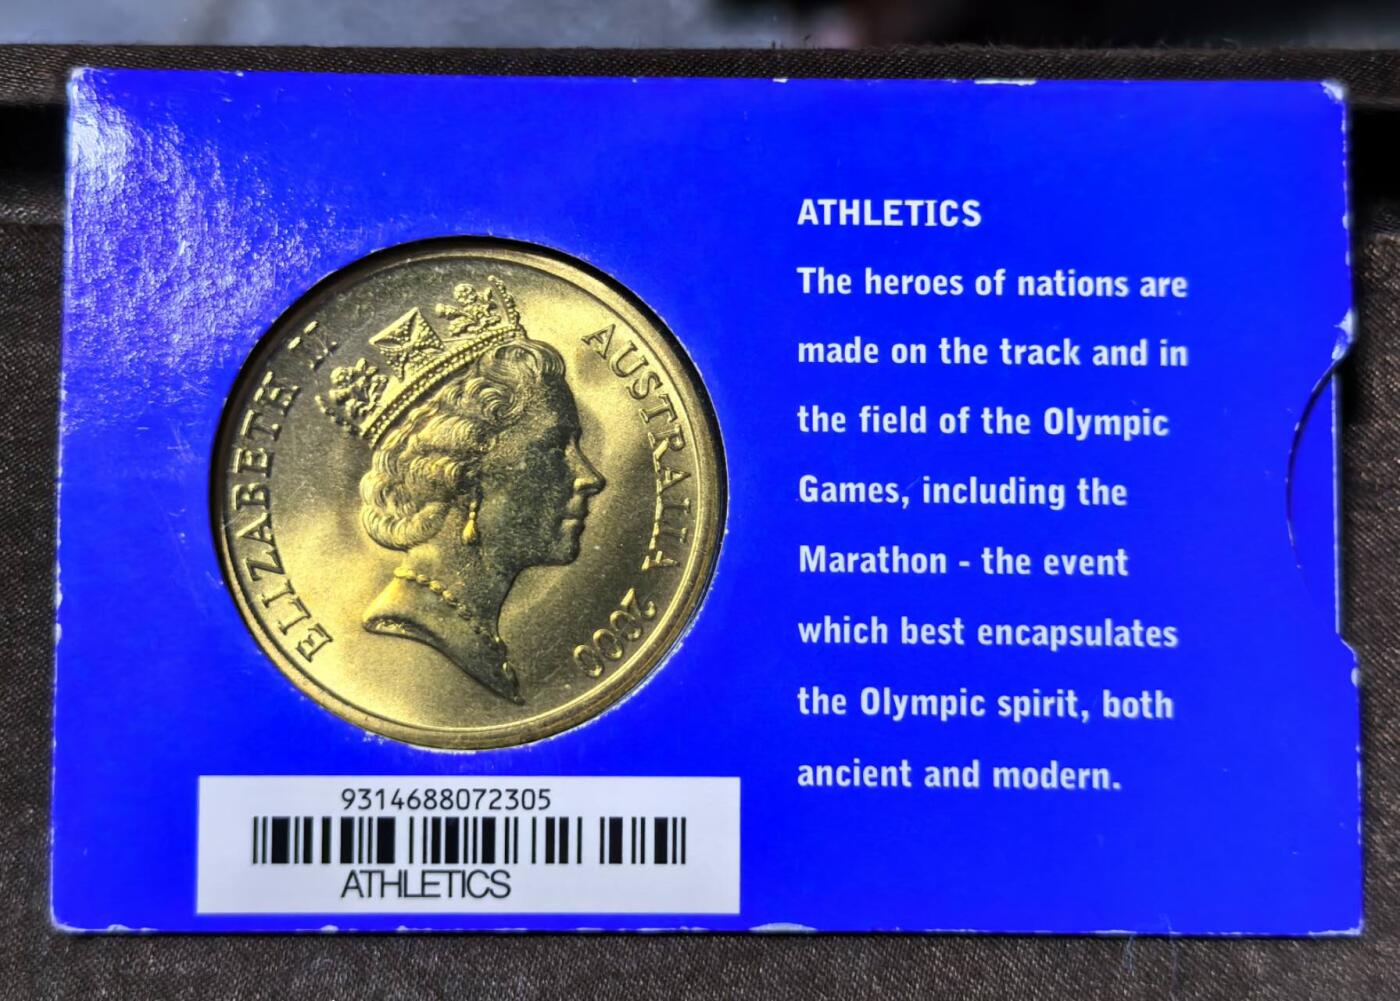 ELIZABETH II
AUSTRALIA 2000
9314688072305
ATHLETICS
ATHLETICS
The heroes of nations are
made on the track and in
the field of the Olympic
Games, including the
Marathon - the event
which best encapsulates
the Olympic spirit, both
ancient and modern.